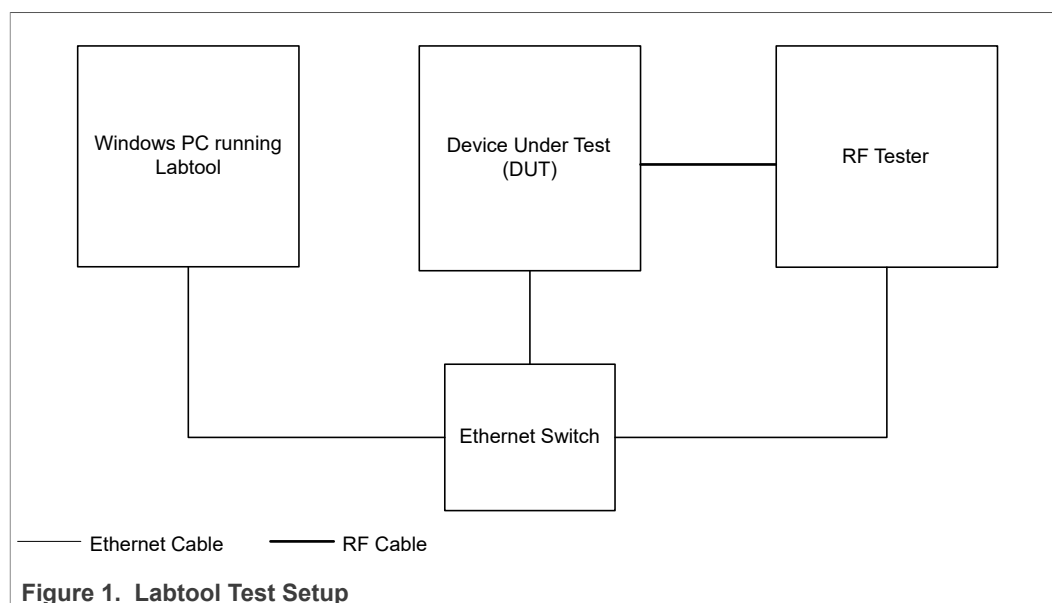 Windows PC running
Labtool
Device Under Test
(DUT)
RF Tester
Ethernet Switch
Ethernet Cable
RF Cable
Figure 1. Labtool Test Setup